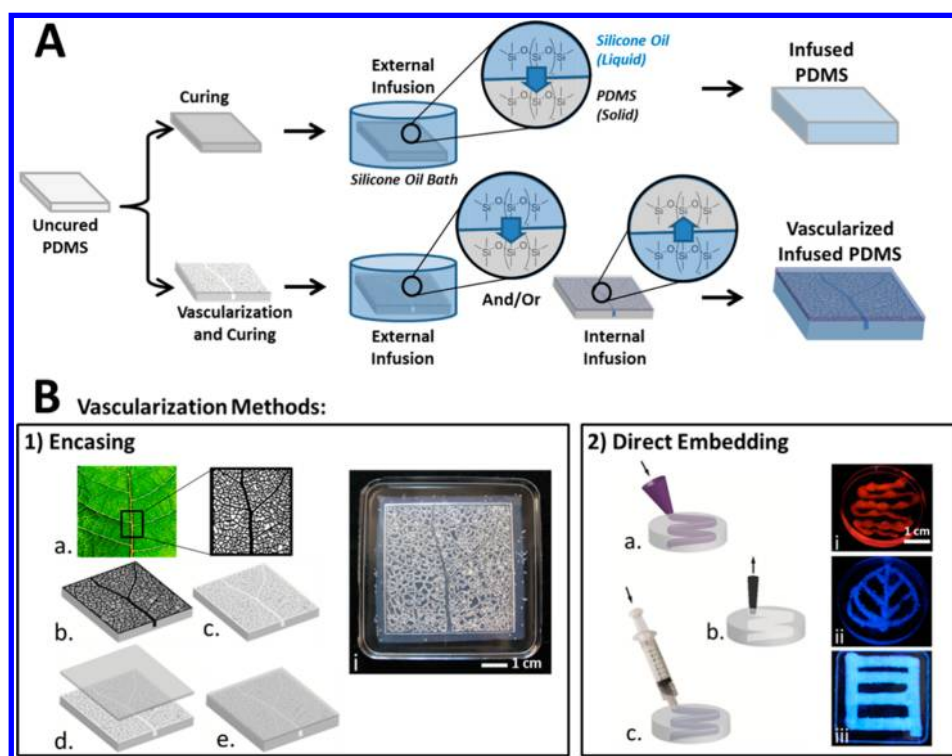 A
Curing
External
Infusion
Silicone Oil
(Liquid)
PDMS
(Solid)
Infused
PDMS
Silicone Oil Bath
Uncured
PDMS
Vascularization
and Curing
External
Infusion
And/Or
Internal
Infusion
Vascularized
Infused PDMS
B Vascularization Methods:
1) Encasing
a.
b.
c.
d.
e.
i
1 cm
2) Direct Embedding
a.
b.
c.
i
1 cm
ii
iii